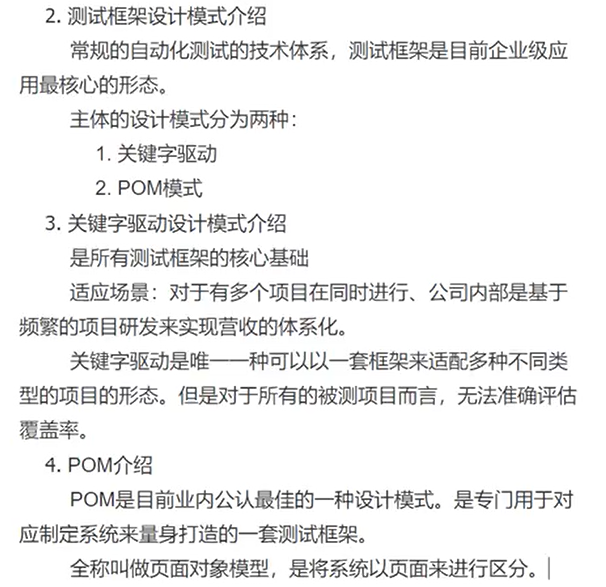 2. 测试框架设计模式介绍
常规的自动化测试的技术体系，测试框架是目前企业级应
用最核心的形态。
主体的设计模式分为两种：
1. 关键字驱动
2. POM模式
3. 关键字驱动设计模式介绍
是所有测试框架的核心基础
适应场景：对于有多个项目在同时进行、公司内部是基于
频繁的项目研发来实现营收的体系化。
关键字驱动是唯一一种可以以一套框架来适配多种不同类
型的项目的形态。但是对于所有的被测项目而言，无法准确评估
覆盖率。
4. POM介绍
POM是目前业内公认最佳的一种设计模式。是专门用于对
应制定系统来量身打造的一套测试框架。
全称叫做页面对象模型，是将系统以页面来进行区分。